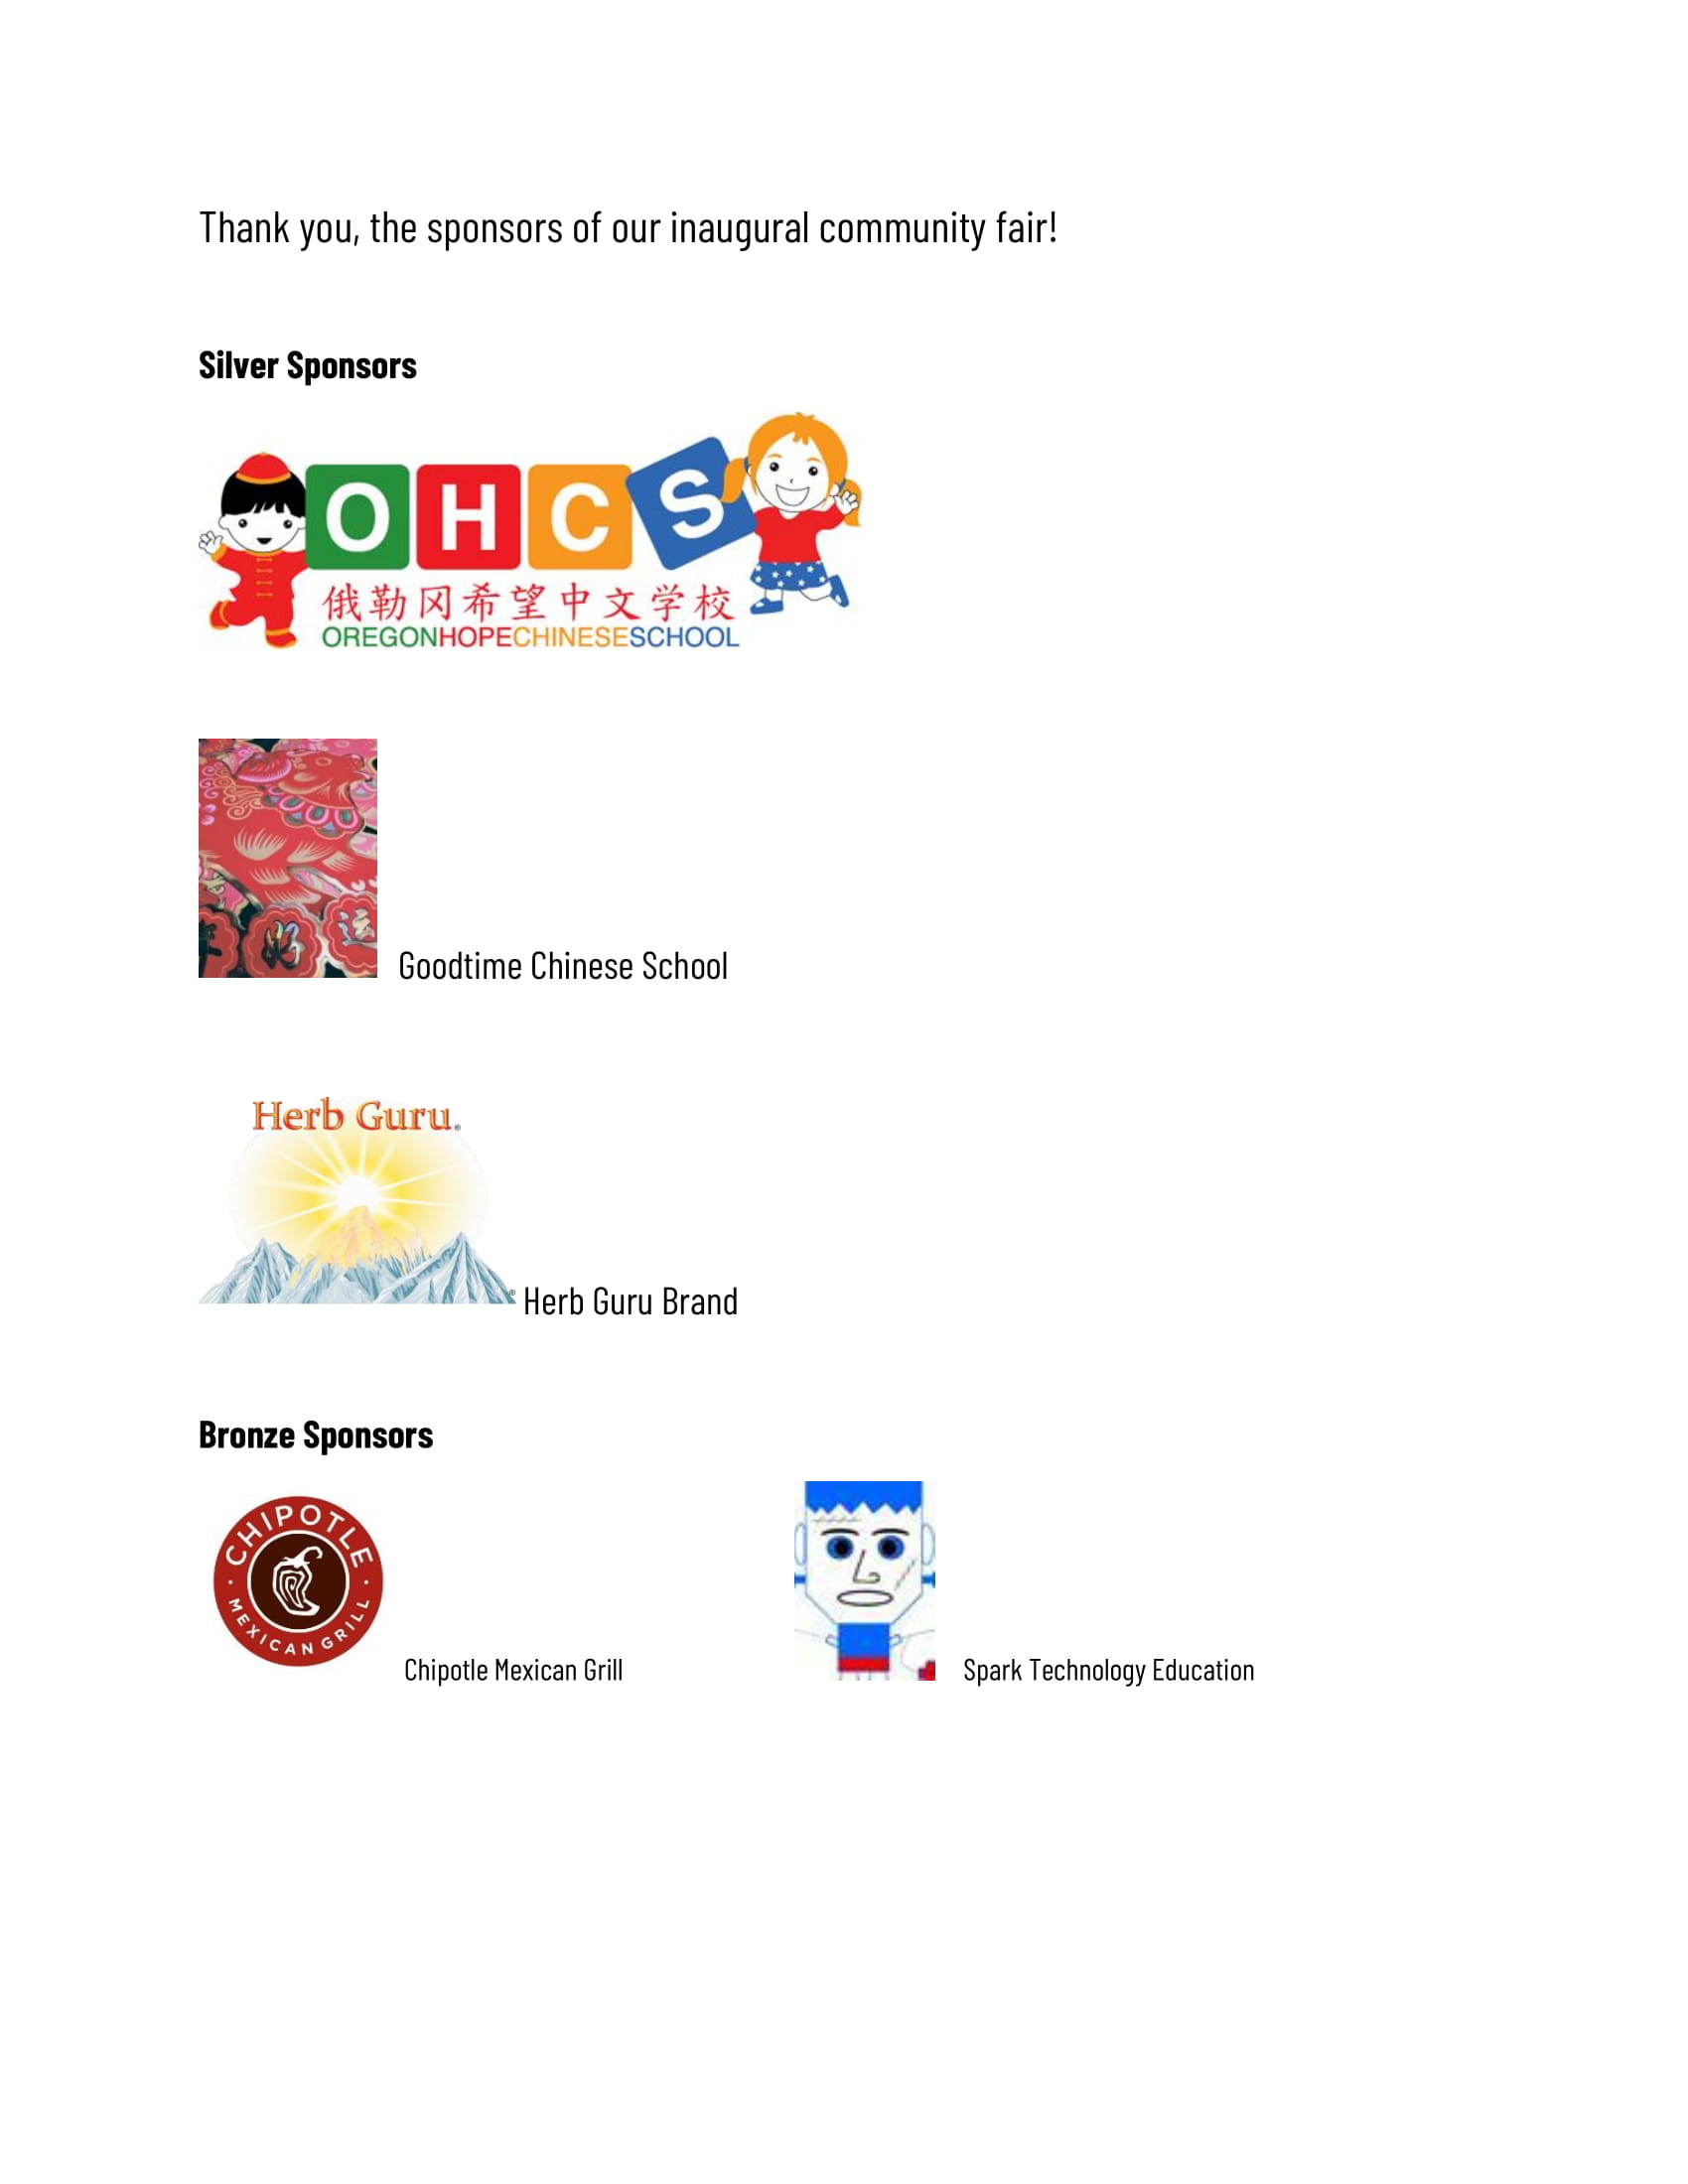 Thank you, the sponsors of our inaugural community fair!
Silver Sponsors
OHCS
俄勒冈希望中文学校
OREGONHOPECHINESESCHOOL
好运
Goodtime Chinese School
Herb Guru®
Herb Guru Brand
Bronze Sponsors
CHIPOTLE
MEXICAN GRILL
Chipotle Mexican Grill
Spark Technology Education